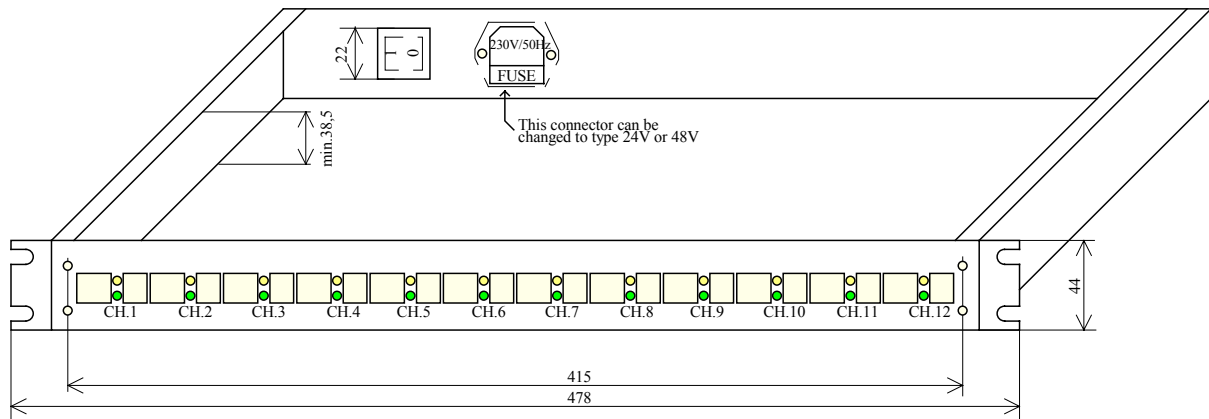 22
I 0
230V/50Hz
FUSE
This connector can be
changed to type 24V or 48V
min.38,5
CH.1 CH.2 CH.3 CH.4 CH.5 CH.6 CH.7 CH.8 CH.9 CH.10 CH.11 CH.12
44
415
478